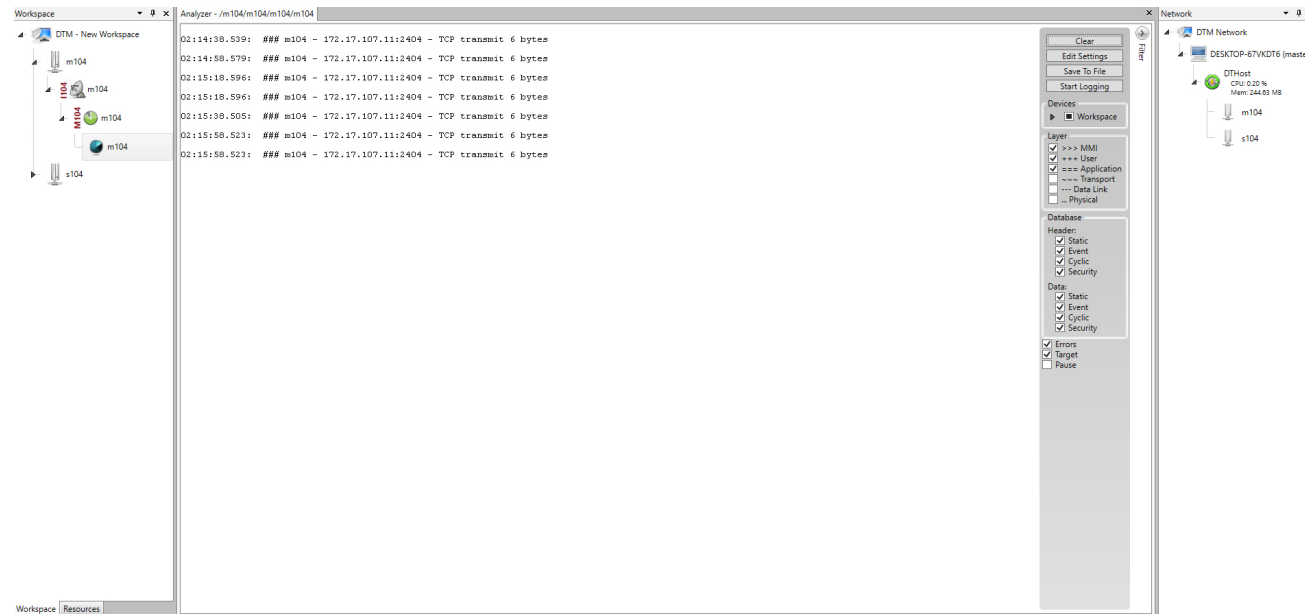 Workspace
DTM - New Workspace
m104
I104 m104
M104 m104
m104
s104
Workspace Resources
Analyzer - /m104/m104/m104/m104
02:14:38.539: ### m104 - 172.17.107.11:2404 - TCP transmit 6 bytes
02:14:58.579: ### m104 - 172.17.107.11:2404 - TCP transmit 6 bytes
02:15:18.596: ### m104 - 172.17.107.11:2404 - TCP transmit 6 bytes
02:15:18.596: ### m104 - 172.17.107.11:2404 - TCP transmit 6 bytes
02:15:38.505: ### m104 - 172.17.107.11:2404 - TCP transmit 6 bytes
02:15:58.523: ### m104 - 172.17.107.11:2404 - TCP transmit 6 bytes
02:15:58.523: ### m104 - 172.17.107.11:2404 - TCP transmit 6 bytes
Clear
Edit Settings
Save To File
Start Logging
Devices
Workspace
Layer
>>> MMI
+++ User
=== Application
~~~ Transport
--- Data Link
... Physical
Database
Header:
Static
Event
Cyclic
Security
Data:
Static
Event
Cyclic
Security
Errors
Target
Pause
Filter
Network
DTM Network
DESKTOP-67VKDT6 (maste
DTHost
CPU: 0.20 %
Mem: 244.63 MB
m104
s104